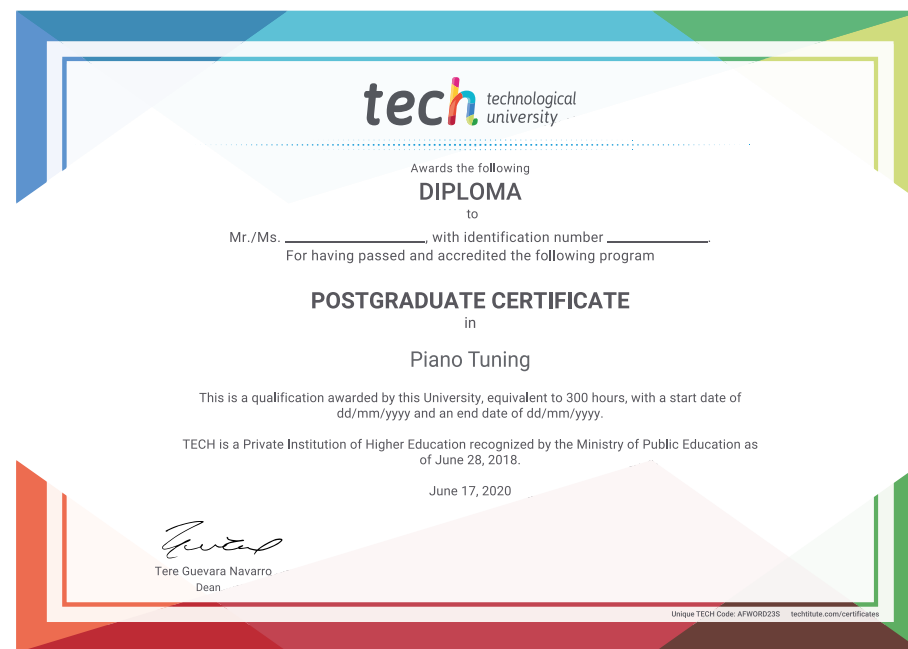 tech technological
university
Awards the following
DIPLOMA
to
Mr./Ms. ____________________, with identification number ______________.
For having passed and accredited the following program
POSTGRADUATE CERTIFICATE
in
Piano Tuning
This is a qualification awarded by this University, equivalent to 300 hours, with a start date of
dd/mm/yyyy and an end date of dd/mm/yyyy.
TECH is a Private Institution of Higher Education recognized by the Ministry of Public Education as
of June 28, 2018.
June 17, 2020
Tere Guevara Navarro
Dean
Unique TECH Code: AFWORD23S techtitute.com/certificates